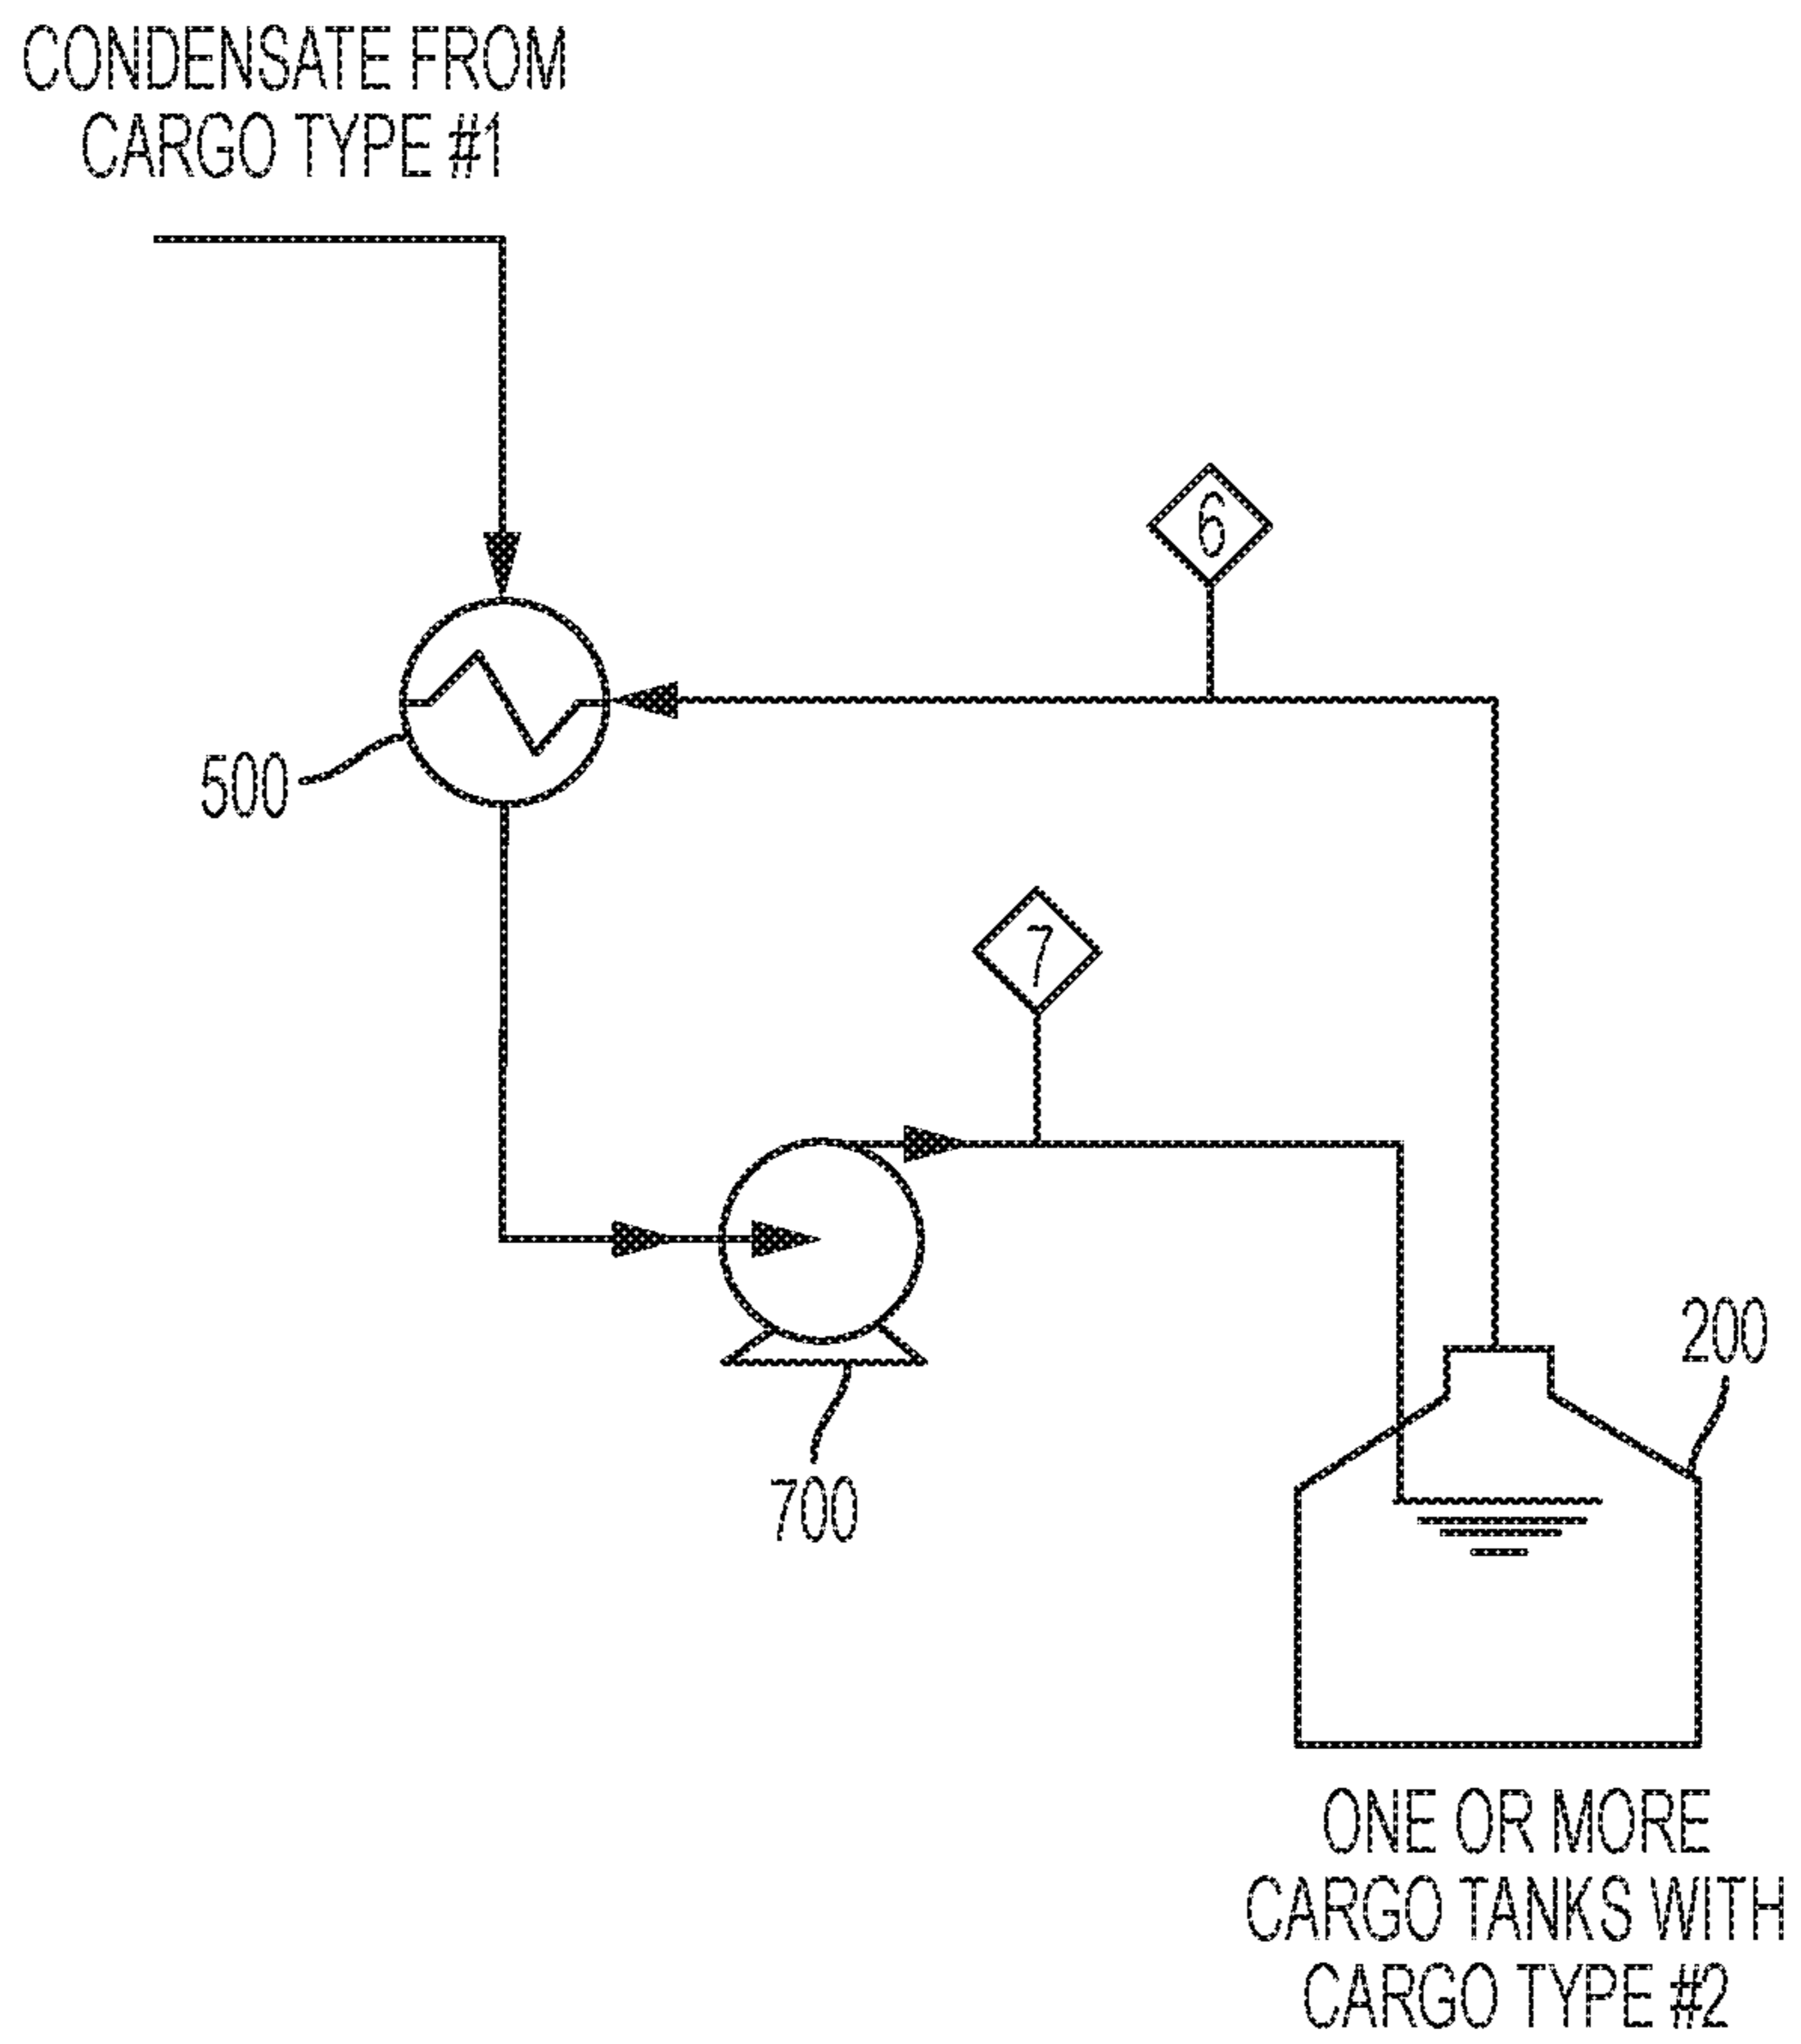 CONDENSATE FROM
CARGO TYPE #1
6
500
7
200
700
ONE OR MORE
CARGO TANKS WITH
CARGO TYPE #2